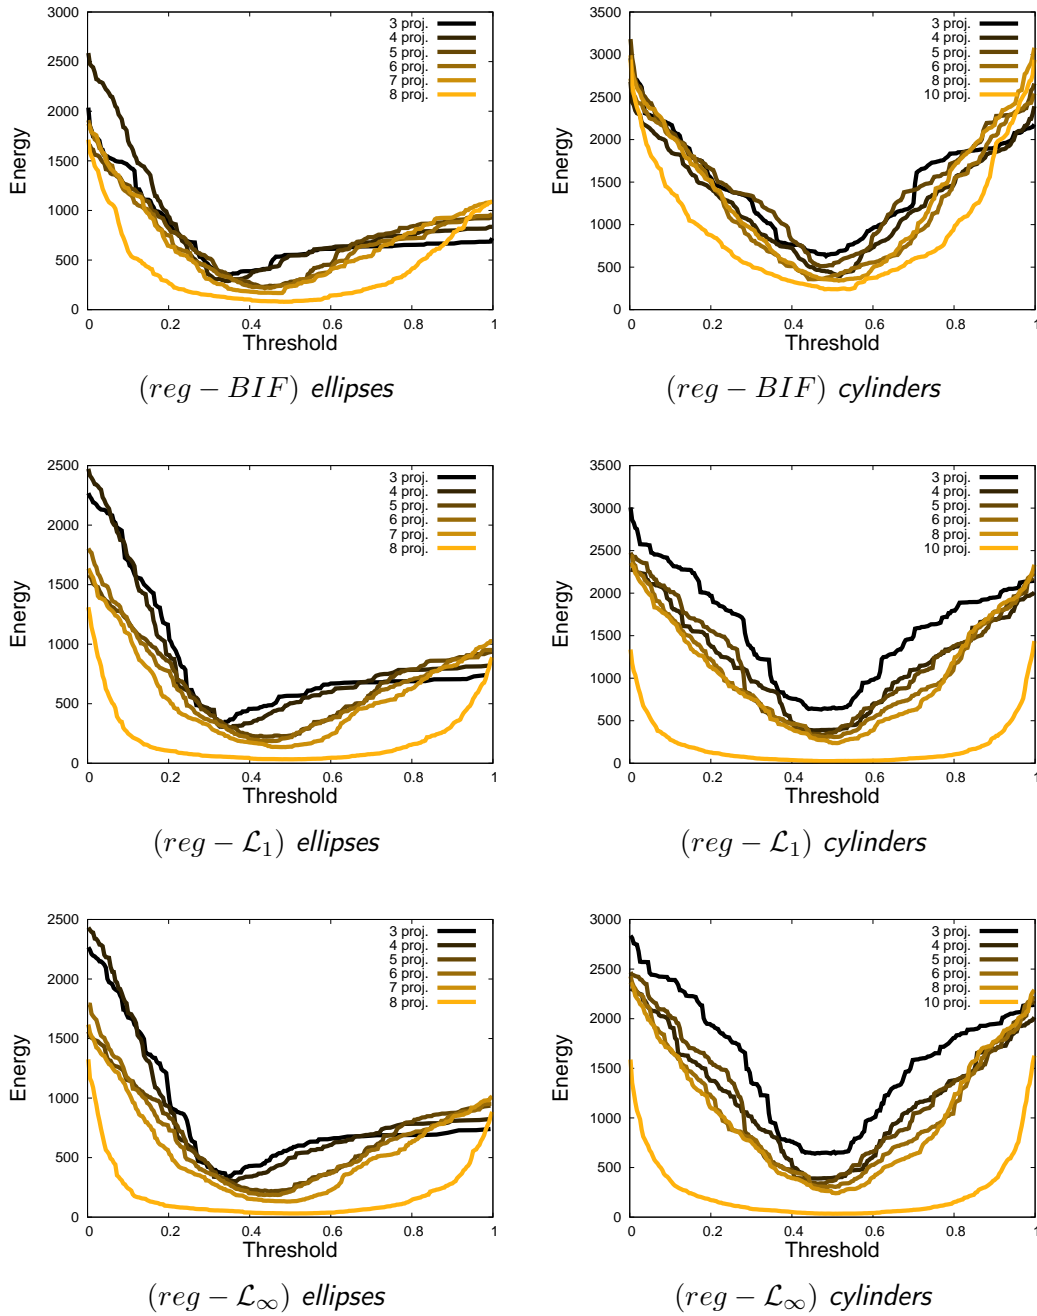 3000
2500
2000
1500
1000
500
0
0 0.2 0.4 0.6 0.8 1
Energy
Threshold
3 proj.
4 proj.
5 proj.
6 proj.
7 proj.
8 proj.
(reg − BIF) ellipses
3500
3000
2500
2000
1500
1000
500
0
0 0.2 0.4 0.6 0.8 1
Energy
Threshold
3 proj.
4 proj.
5 proj.
6 proj.
8 proj.
10 proj.
(reg − BIF) cylinders
2500
2000
1500
1000
500
0
0 0.2 0.4 0.6 0.8 1
Energy
Threshold
3 proj.
4 proj.
5 proj.
6 proj.
7 proj.
8 proj.
(reg − ℒ₁) ellipses
3500
3000
2500
2000
1500
1000
500
0
0 0.2 0.4 0.6 0.8 1
Energy
Threshold
3 proj.
4 proj.
5 proj.
6 proj.
8 proj.
10 proj.
(reg − ℒ₁) cylinders
2500
2000
1500
1000
500
0
0 0.2 0.4 0.6 0.8 1
Energy
Threshold
3 proj.
4 proj.
5 proj.
6 proj.
7 proj.
8 proj.
(reg − ℒ∞) ellipses
3000
2500
2000
1500
1000
500
0
0 0.2 0.4 0.6 0.8 1
Energy
Threshold
3 proj.
4 proj.
5 proj.
6 proj.
8 proj.
10 proj.
(reg − ℒ∞) cylinders